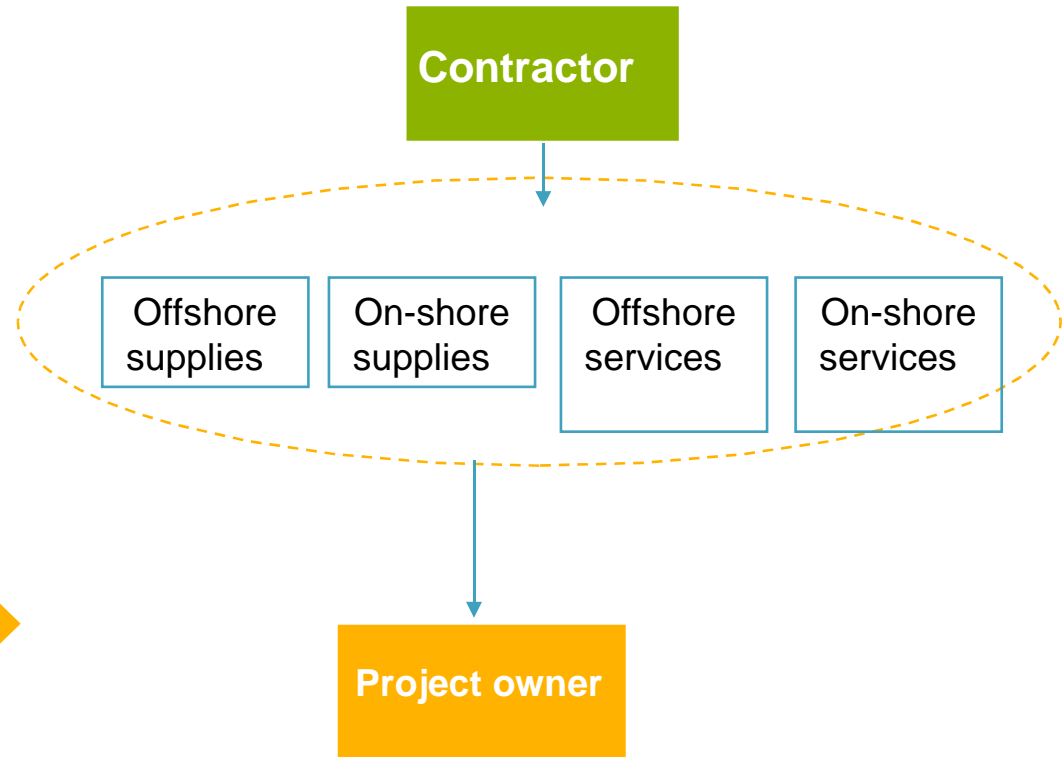 Contractor
Offshore
supplies
On-shore
supplies
Offshore
services
On-shore
services
Project owner